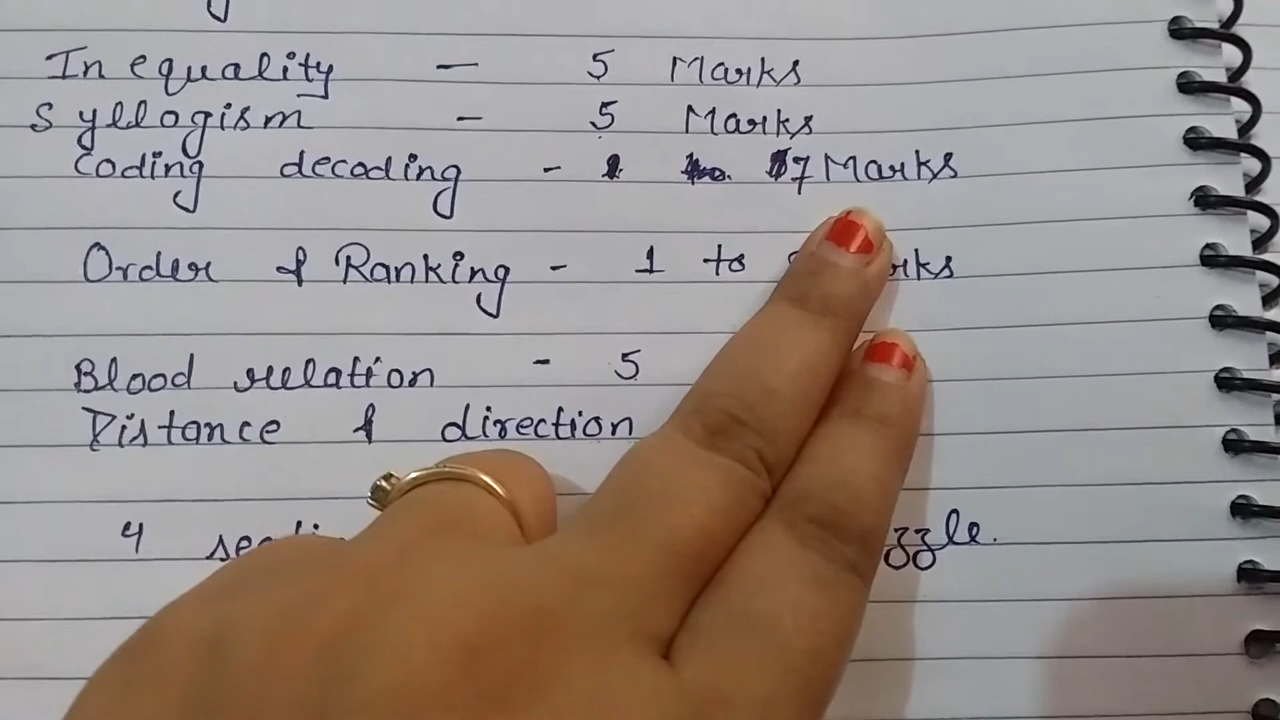 Inequality — 5 Marks
Syllogism - 5 Marks
Coding decoding - 7 Marks
Order & Ranking - 1 to
Blood relation - 5
Distance & direction
4